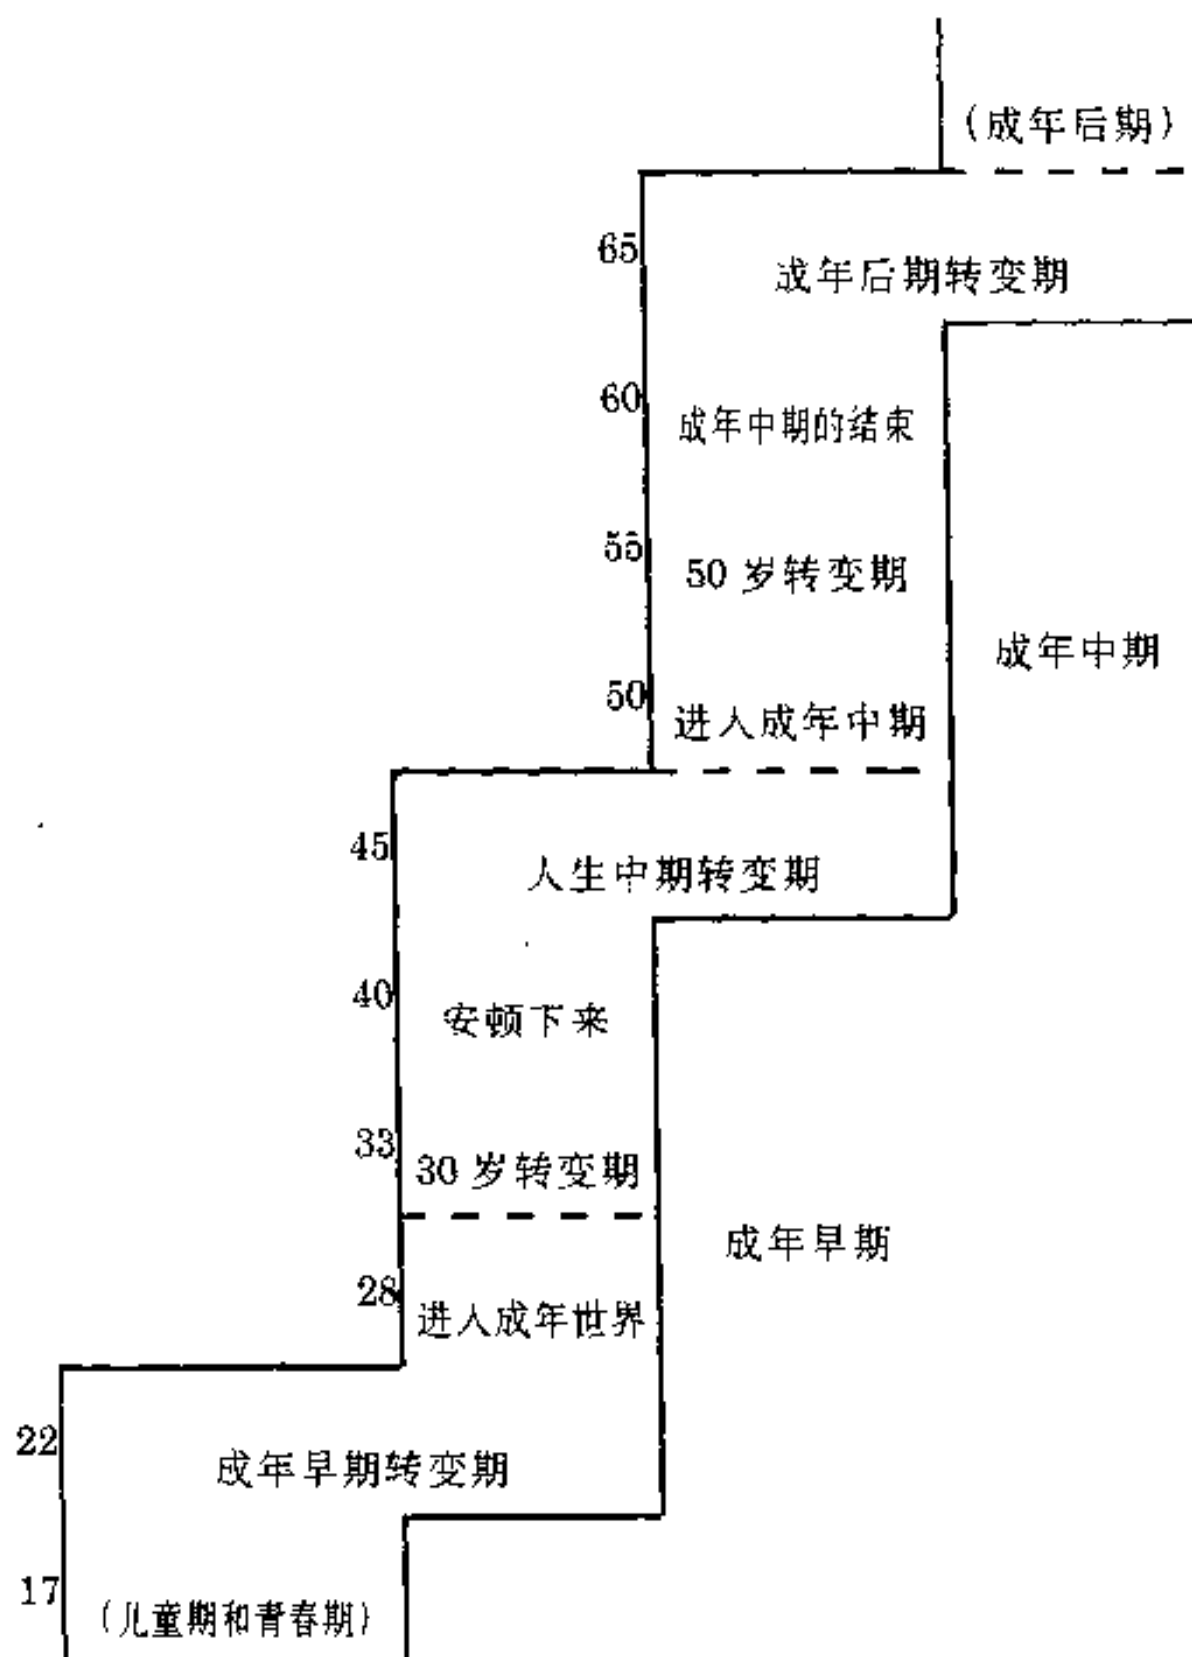 (成年后期)
65
成年后期转变期
60
成年中期的结束
55
50 岁转变期
成年中期
50
进入成年中期
45
人生中期转变期
40
安顿下来
33
30 岁转变期
成年早期
28
进入成年世界
22
成年早期转变期
17
(儿童期和青春期)